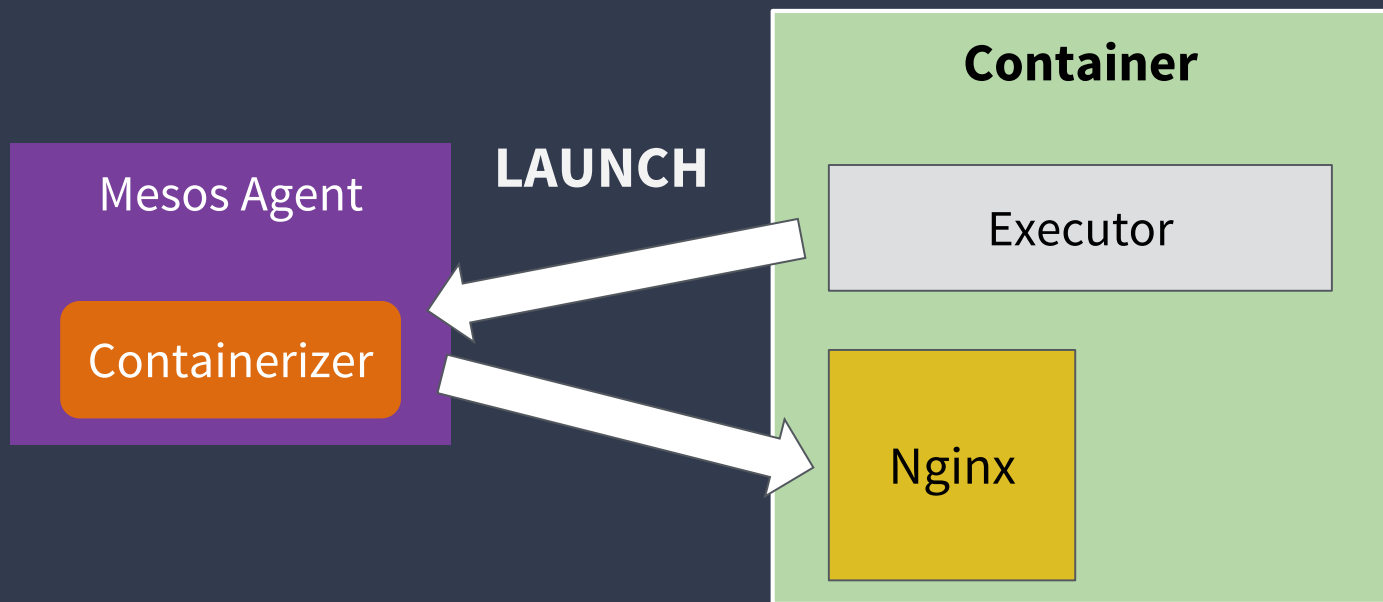 Container
LAUNCH
Mesos Agent
Executor
Containerizer
Nginx